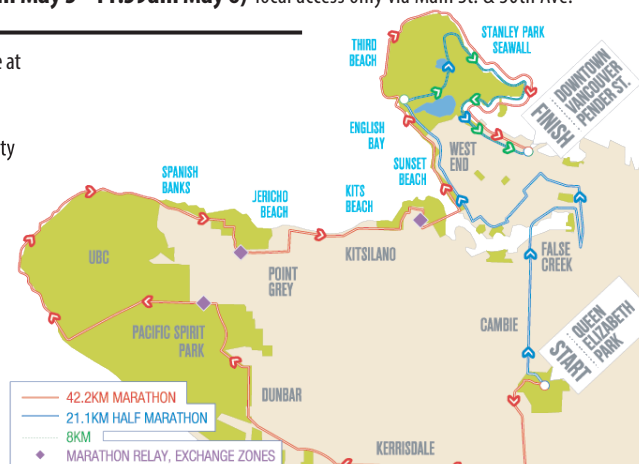 May 5 - 11:59am May 6) local access only via Main St. & 50th Ave.
e at
ty
THIRD
BEACH
STANLEY PARK
SEAWALL
DOWNTOWN
VANCOUVER
PENDER ST.
FINISH
ENGLISH
BAY
WEST
END
SUNSET
BEACH
SPANISH
BANKS
JERICHO
BEACH
KITS
BEACH
UBC
POINT
GREY
KITSILANO
FALSE
CREEK
PACIFIC SPIRIT
PARK
CAMBIE
QUEEN
ELIZABETH
PARK
START
DUNBAR
KERRISDALE
42.2KM MARATHON
21.1KM HALF MARATHON
8KM
MARATHON RELAY, EXCHANGE ZONES